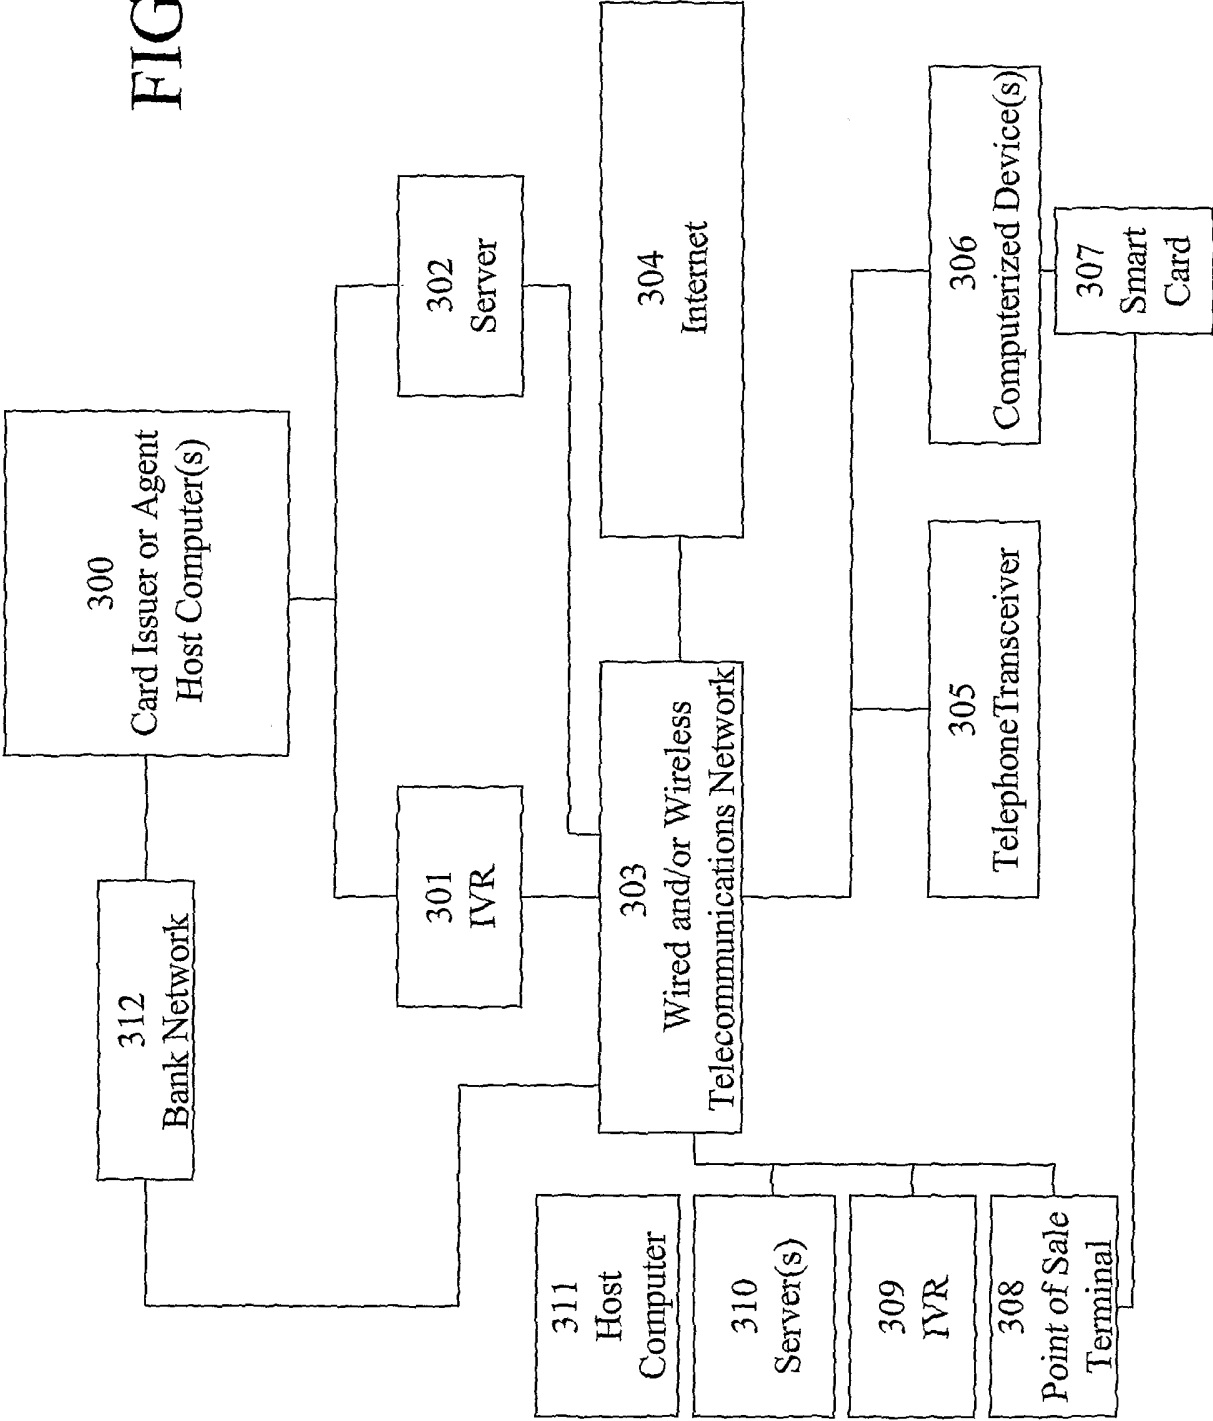 FIG
300
Card Issuer or Agent
Host Computer(s)
312
Bank Network
302
Server
301
IVR
304
Internet
303
Wired and/or Wireless
Telecommunications Network
311
Host
Computer
310
Server(s)
309
IVR
308
Point of Sale
Terminal
305
TelephoneTransceiver
306
Computerized Device(s)
307
Smart
Card